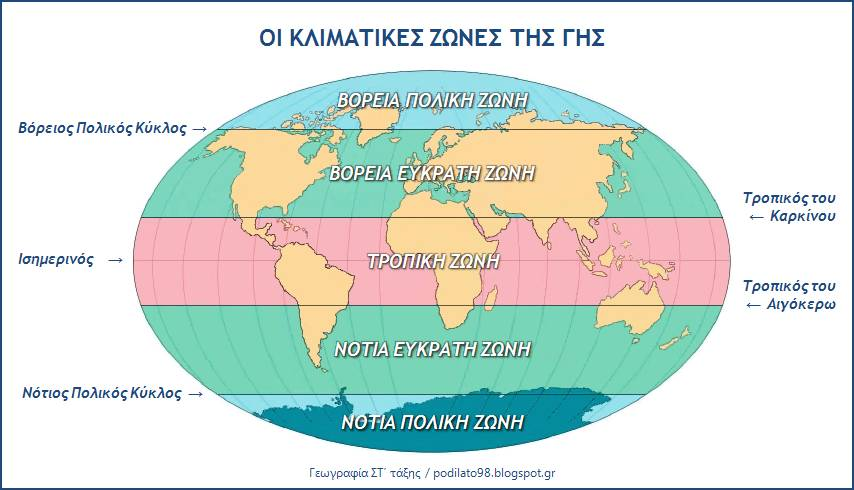 ΟΙ ΚΛΙΜΑΤΙΚΕΣ ΖΩΝΕΣ ΤΗΣ ΓΗΣ
ΒΟΡΕΙΑ ΠΟΛΙΚΗ ΖΩΝΗ
Βόρειος Πολικός Κύκλος →
ΒΟΡΕΙΑ ΕΥΚΡΑΤΗ ΖΩΝΗ
Τροπικός του
← Καρκίνου
Ισημερινός →
ΤΡΟΠΙΚΗ ΖΩΝΗ
Τροπικός του
← Αιγόκερω
ΝΟΤΙΑ ΕΥΚΡΑΤΗ ΖΩΝΗ
Νότιος Πολικός Κύκλος →
ΝΟΤΙΑ ΠΟΛΙΚΗ ΖΩΝΗ
Γεωγραφία ΣΤ΄ τάξης / podilato98.blogspot.gr